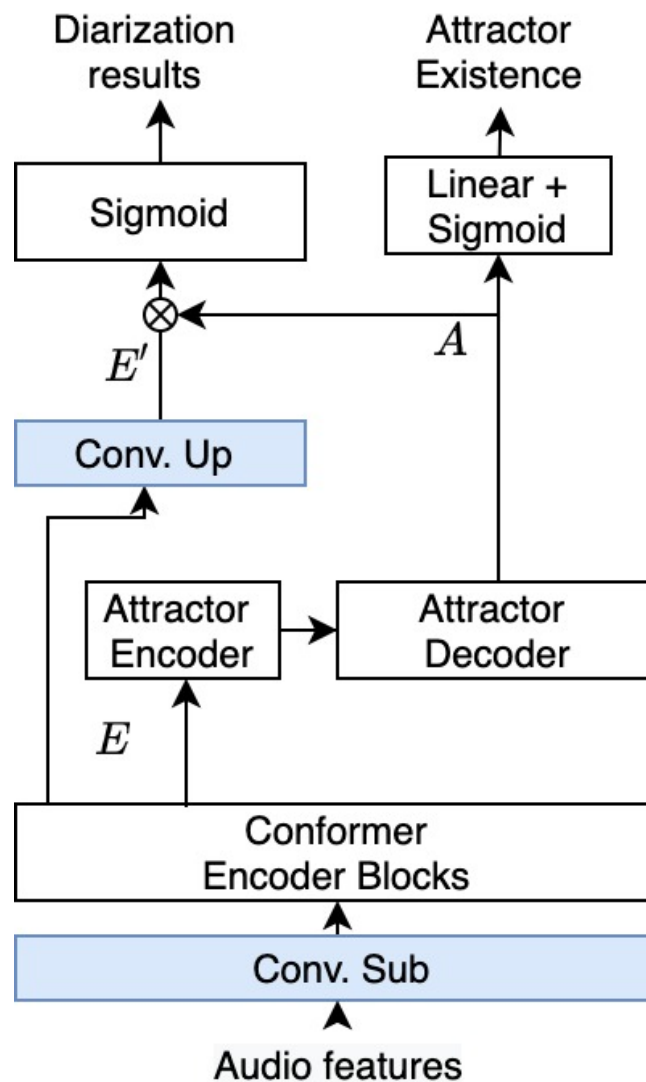 Diarization
results
Attractor
Existence
Sigmoid
Linear +
Sigmoid
A
E′
Conv. Up
Attractor
Encoder
Attractor
Decoder
E
Conformer
Encoder Blocks
Conv. Sub
Audio features